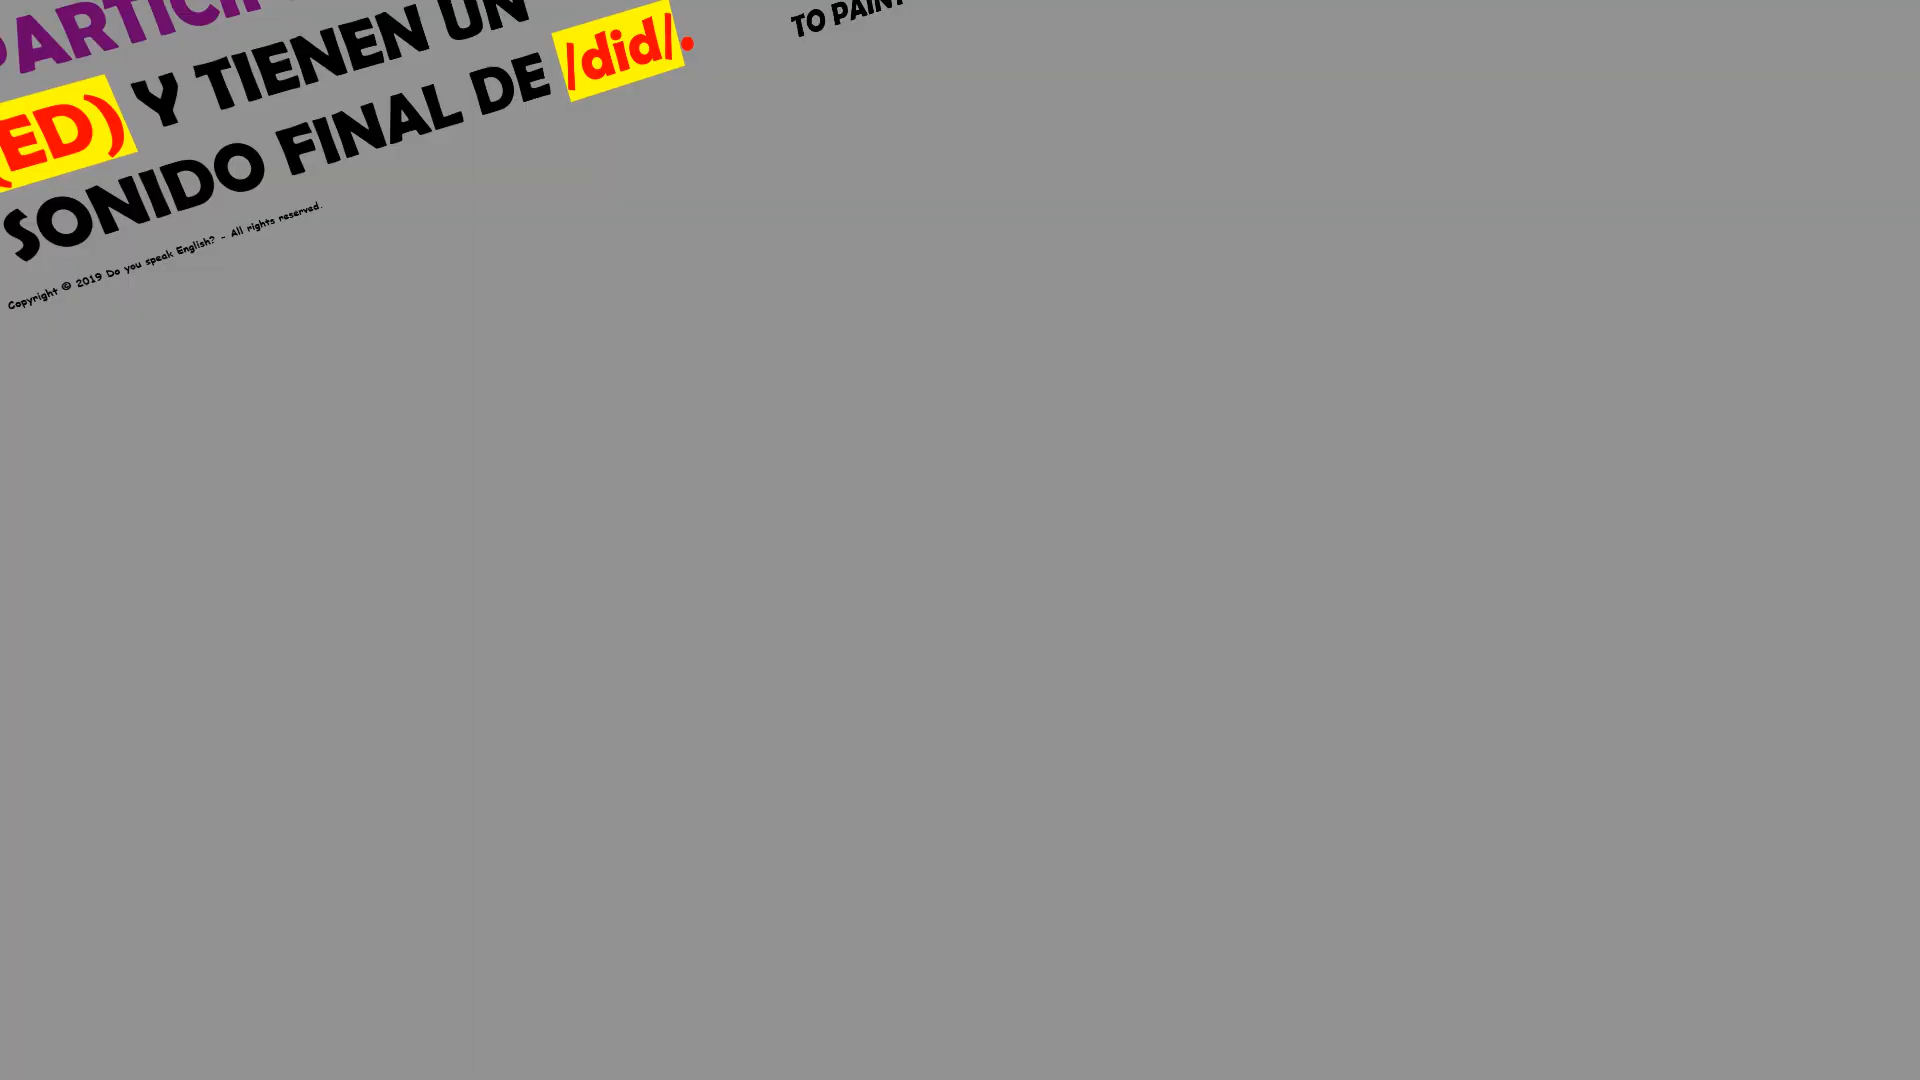 (ED) Y TIENEN UN
SONIDO FINAL DE /did/.
Copyright © 2019 Do you speak English? - All rights reserved.
TO PAINT